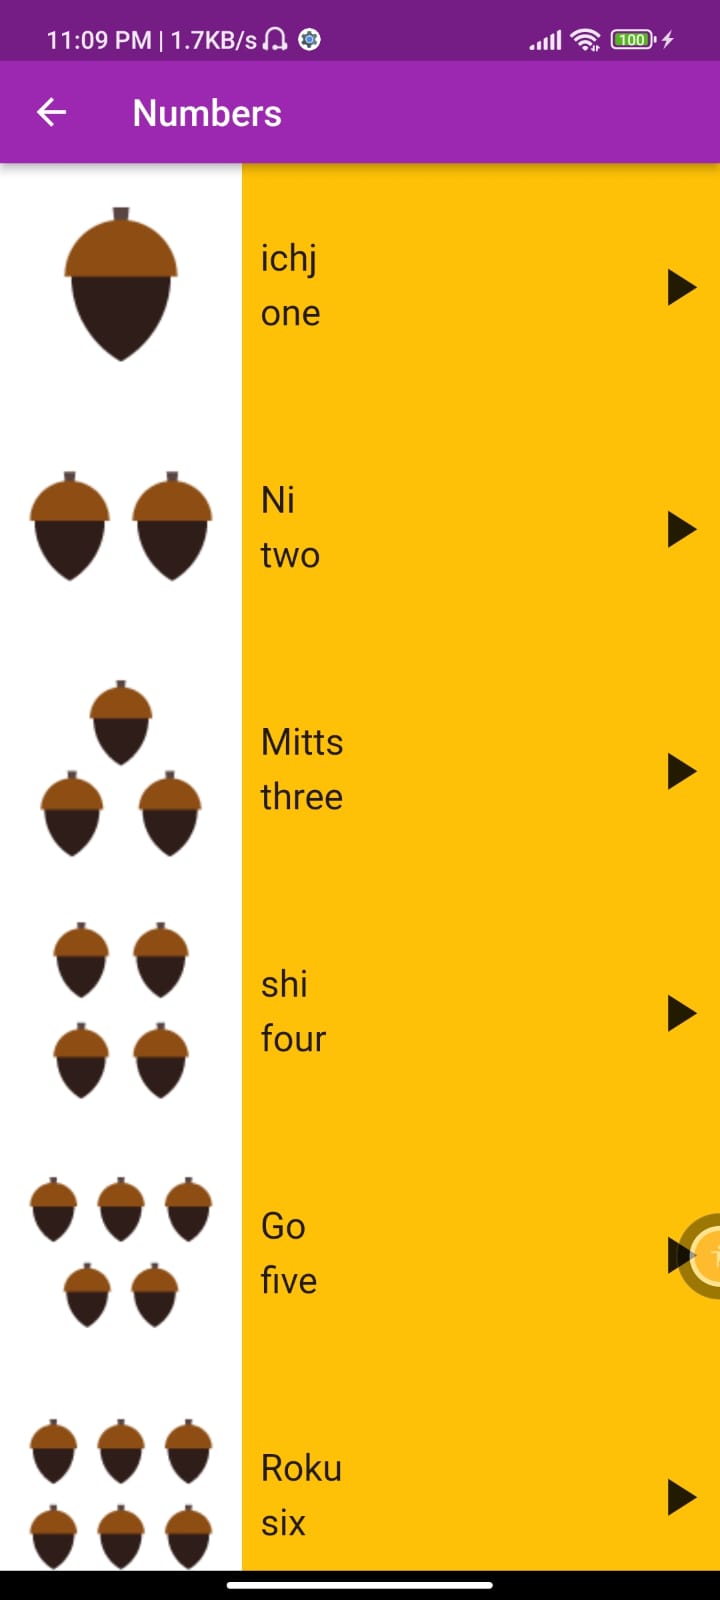 11:09 PM | 1.7KB/s 100
Numbers
ichj
one
Ni
two
Mitts
three
shi
four
Go
five
Roku
six